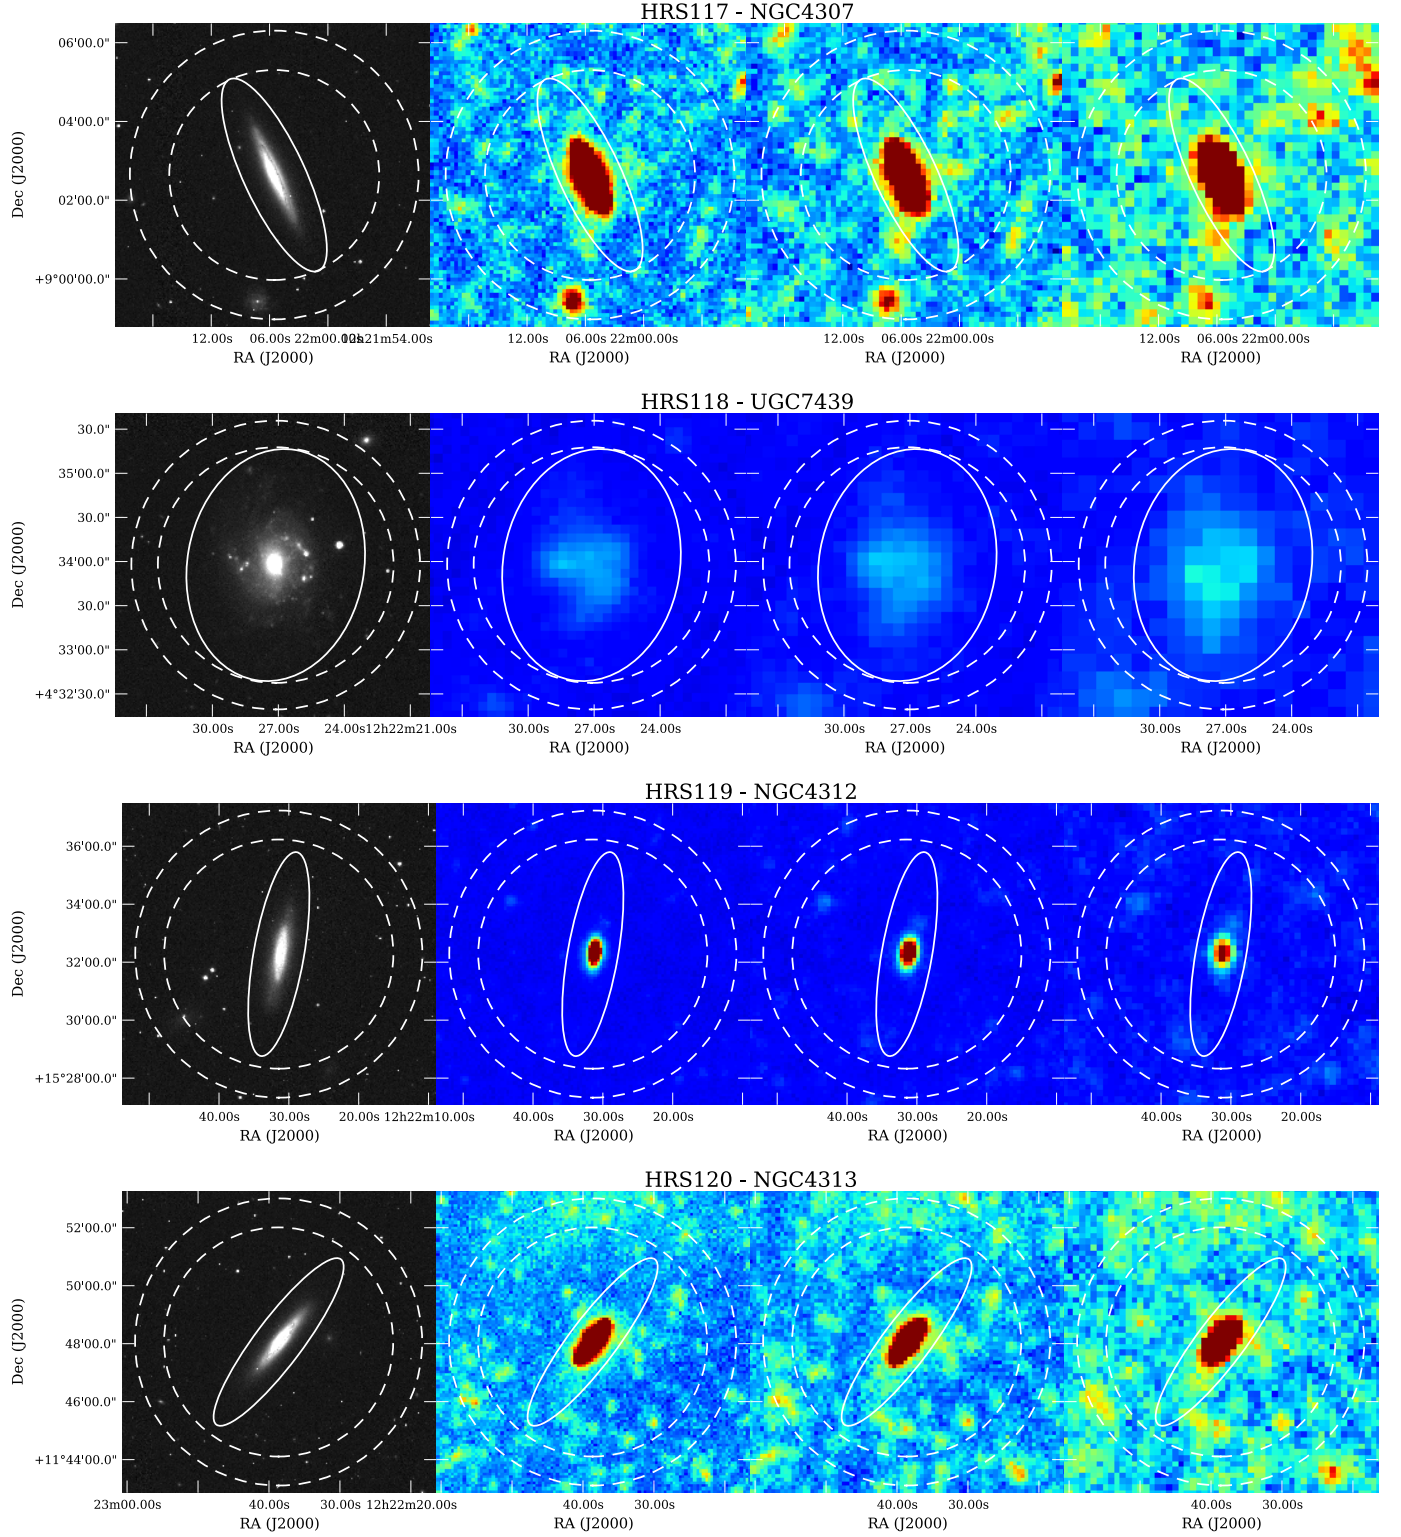 HRS117 - NGC4307
06'00.0"
04'00.0"
02'00.0"
+9°00'00.0"
Dec (J2000)
12.00s 06.00s 22m00.00s 12h21m54.00s 12.00s 06.00s 22m00.00s 12.00s 06.00s 22m00.00s 12.00s 06.00s 22m00.00s
RA (J2000) RA (J2000) RA (J2000) RA (J2000)
HRS118 - UGC7439
30.0"
35'00.0"
30.0"
34'00.0"
30.0"
33'00.0"
+4°32'30.0"
Dec (J2000)
30.00s 27.00s 24.00s 12h22m21.00s 30.00s 27.00s 24.00s 30.00s 27.00s 24.00s 30.00s 27.00s 24.00s
RA (J2000) RA (J2000) RA (J2000) RA (J2000)
HRS119 - NGC4312
36'00.0"
34'00.0"
32'00.0"
30'00.0"
+15°28'00.0"
Dec (J2000)
40.00s 30.00s 20.00s 12h22m10.00s 40.00s 30.00s 20.00s 40.00s 30.00s 20.00s 40.00s 30.00s 20.00s
RA (J2000) RA (J2000) RA (J2000) RA (J2000)
HRS120 - NGC4313
52'00.0"
50'00.0"
48'00.0"
46'00.0"
+11°44'00.0"
Dec (J2000)
23m00.00s 40.00s 30.00s 12h22m20.00s 40.00s 30.00s 40.00s 30.00s 40.00s 30.00s
RA (J2000) RA (J2000) RA (J2000) RA (J2000)